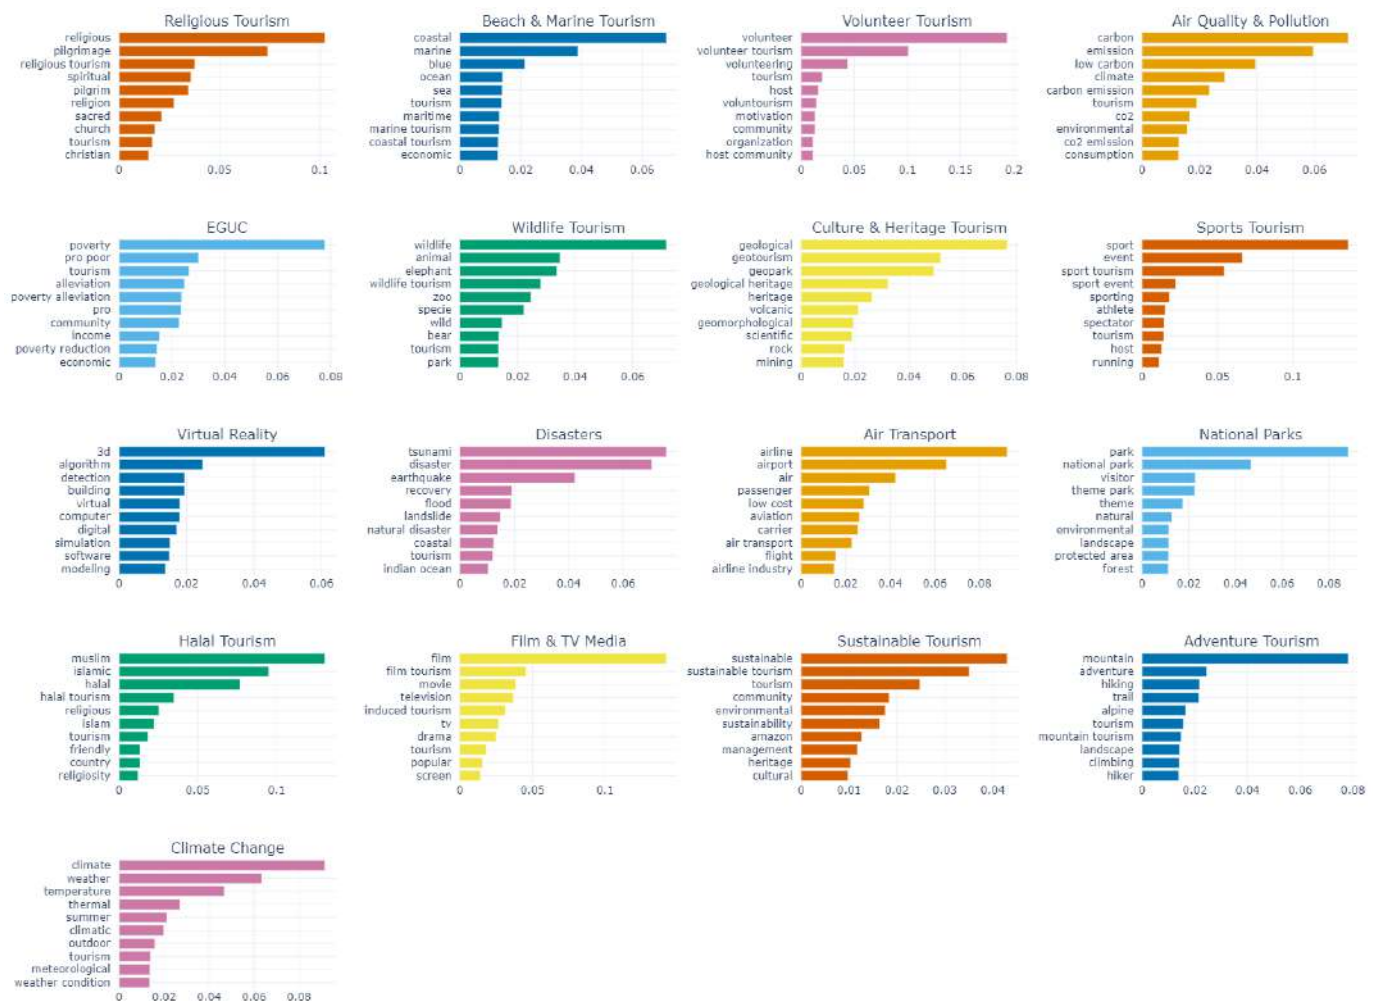 Religious Tourism
religious
pilgrimage
religious tourism
spiritual
pilgrim
religion
sacred
church
tourism
christian
0 0.05 0.1
Beach & Marine Tourism
coastal
marine
blue
ocean
sea
tourism
maritime
marine tourism
coastal tourism
economic
0 0.02 0.04 0.06
Volunteer Tourism
volunteer
volunteer tourism
volunteering
tourism
host
voluntourism
motivation
community
organization
host community
0 0.05 0.1 0.15 0.2
Air Quality & Pollution
carbon
emission
low carbon
climate
carbon emission
tourism
co2
environmental
co2 emission
consumption
0 0.02 0.04 0.06
EGUC
poverty
pro poor
tourism
alleviation
poverty alleviation
pro
community
income
poverty reduction
economic
0 0.02 0.04 0.06 0.08
Wildlife Tourism
wildlife
animal
elephant
wildlife tourism
zoo
specie
wild
bear
tourism
park
0 0.02 0.04 0.06
Culture & Heritage Tourism
geological
geotourism
geopark
geological heritage
heritage
volcanic
geomorphological
scientific
rock
mining
0 0.02 0.04 0.06 0.08
Sports Tourism
sport
event
sport tourism
sport event
sporting
athlete
spectator
tourism
host
running
0 0.05 0.1
Virtual Reality
3d
algorithm
detection
building
virtual
computer
digital
simulation
software
modeling
0 0.02 0.04 0.06
Disasters
tsunami
disaster
earthquake
recovery
flood
landslide
natural disaster
coastal
tourism
indian ocean
0 0.02 0.04 0.06
Air Transport
airline
airport
air
passenger
low cost
aviation
carrier
air transport
flight
airline industry
0 0.02 0.04 0.06 0.08
National Parks
park
national park
visitor
theme park
theme
natural
environmental
landscape
protected area
forest
0 0.02 0.04 0.06 0.08
Halal Tourism
muslim
islamic
halal
halal tourism
religious
islam
tourism
friendly
country
religiosity
0 0.05 0.1
Film & TV Media
film
film tourism
movie
television
induced tourism
tv
drama
tourism
popular
screen
0 0.05 0.1
Sustainable Tourism
sustainable
sustainable tourism
tourism
community
environmental
sustainability
amazon
management
heritage
cultural
0 0.01 0.02 0.03 0.04
Adventure Tourism
mountain
adventure
hiking
trail
alpine
tourism
mountain tourism
landscape
climbing
hiker
0 0.02 0.04 0.06 0.08
Climate Change
climate
weather
temperature
thermal
summer
climatic
outdoor
tourism
meteorological
weather condition
0 0.02 0.04 0.06 0.08